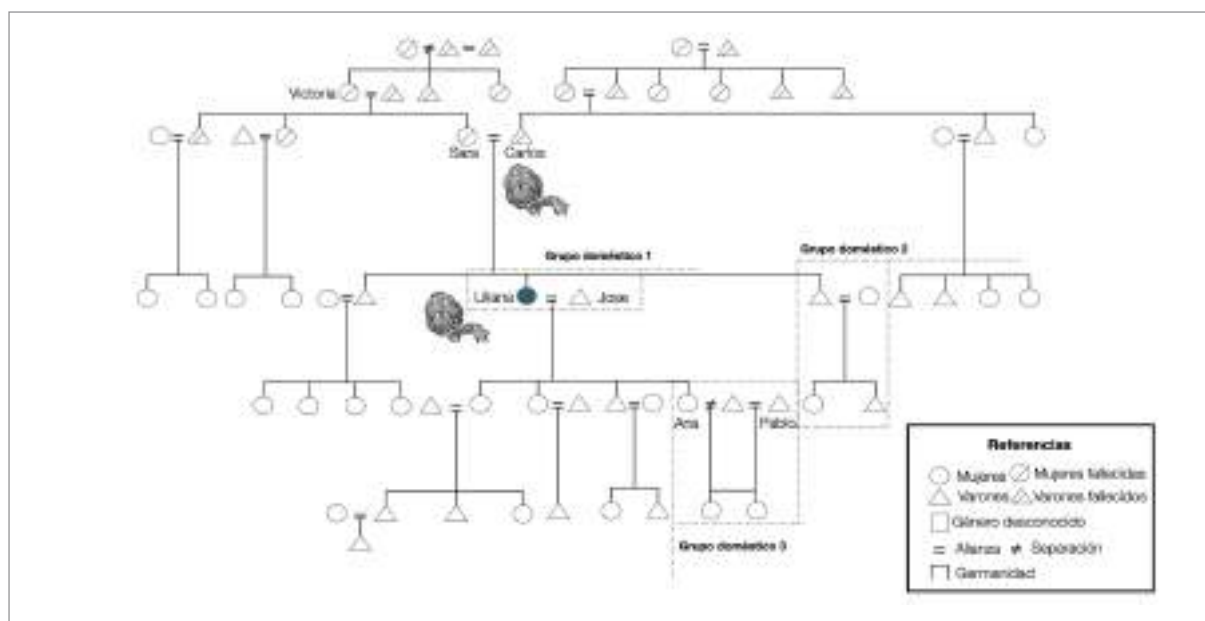 Victoria
Sara
Carlos
Grupo doméstico 1
Grupo doméstico 2
Liliana
Jose
Ana
Pablo
Grupo doméstico 3
Referencias
Mujeres
Mujeres fallecidas
Varones
Varones fallecidos
Género desconocido
= Alianza ≠ Separación
Germanidad